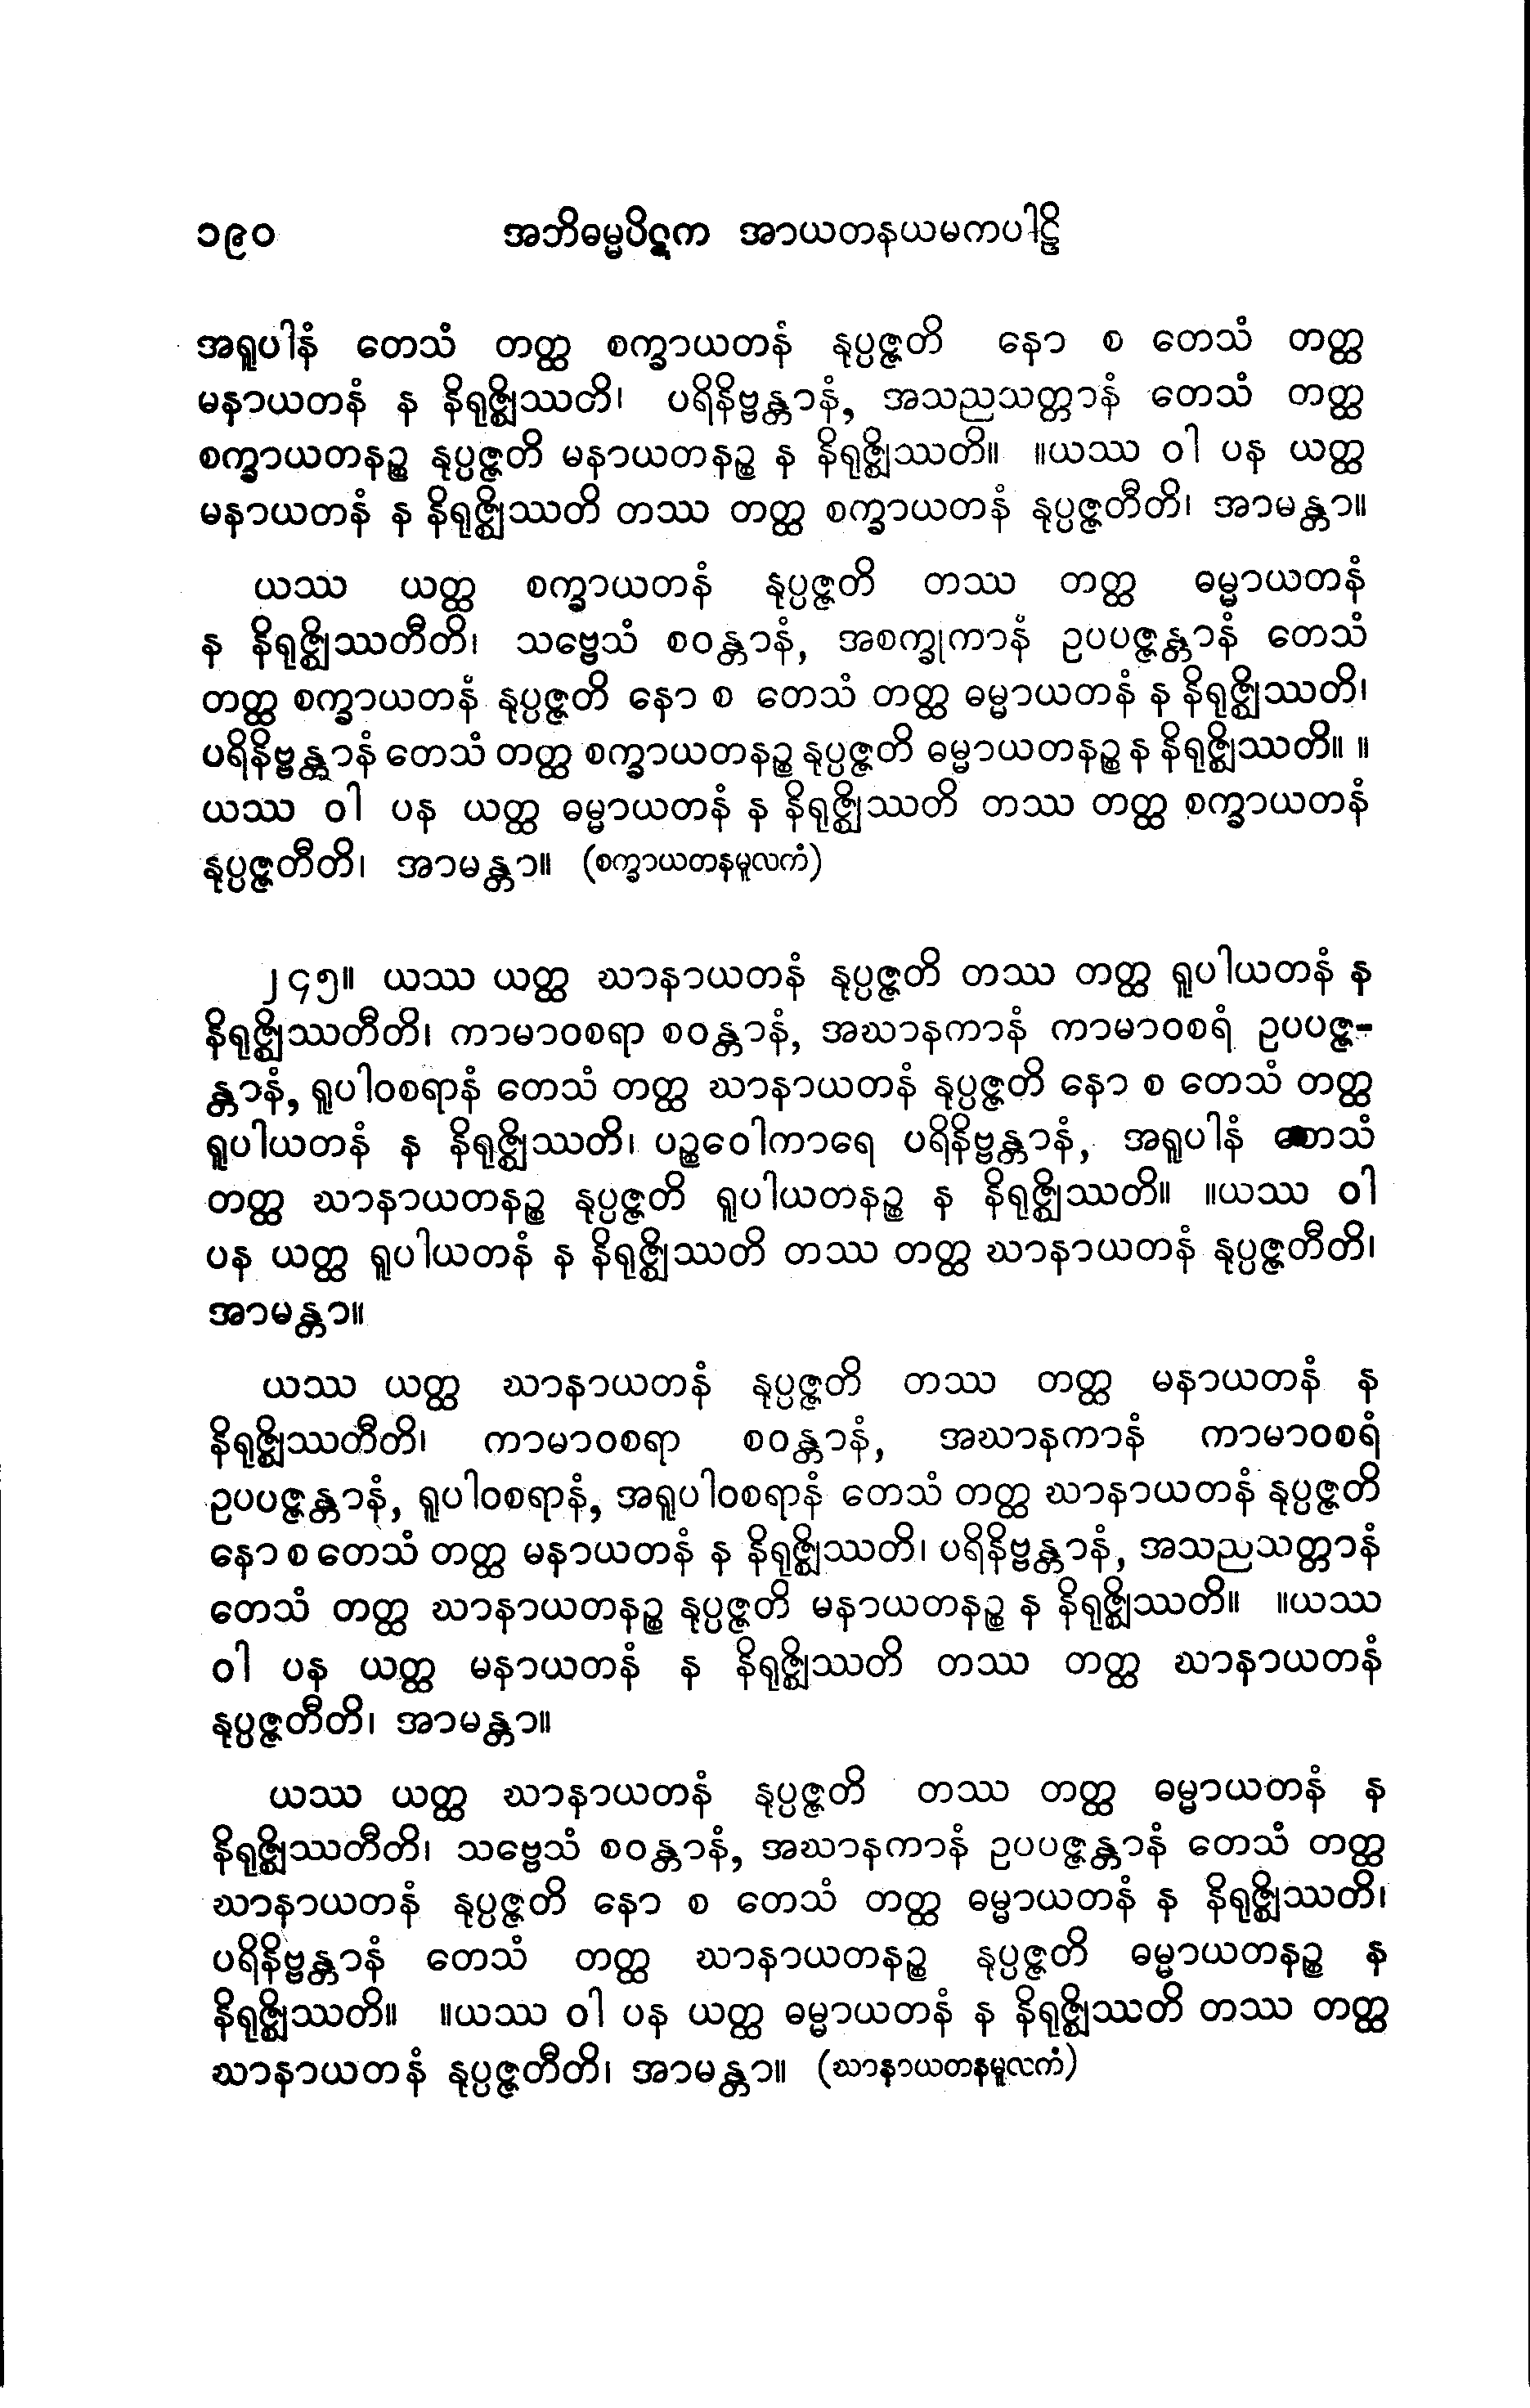 ၁၉၀ အဘိဓမ္မပိဋက အာယတနယမကပါဠိ
အရူပါနံ တေသံ တတ္ထ စက္ခာယတနံ နုပ္ပဇ္ဇတိ နော စ တေသံ တတ္ထ
မနာယတနံ န နိရုဇ္ဈိဿတိ၊ ပရိနိဗ္ဗန္တာနံ, အသညသတ္တာနံ တေသံ တတ္ထ
စက္ခာယတနဉ္စ နုပ္ပဇ္ဇတိ မနာယတနဉ္စ န နိရုဇ္ဈိဿတိ။ ။ယဿ ဝါ ပန ယတ္ထ
မနာယတနံ န နိရုဇ္ဈိဿတိ တဿ တတ္ထ စက္ခာယတနံ နုပ္ပဇ္ဇတီတိ၊ အာမန္တာ။
ယဿ ယတ္ထ စက္ခာယတနံ နုပ္ပဇ္ဇတိ တဿ တတ္ထ ဓမ္မာယတနံ
န နိရုဇ္ဈိဿတီတိ၊ သဗ္ဗေသံ စဝန္တာနံ, အစက္ခုကာနံ ဥပပဇ္ဇန္တာနံ တေသံ
တတ္ထ စက္ခာယတနံ နုပ္ပဇ္ဇတိ နော စ တေသံ တတ္ထ ဓမ္မာယတနံ န နိရုဇ္ဈိဿတိ၊
ပရိနိဗ္ဗန္တာနံ တေသံ တတ္ထ စက္ခာယတနဉ္စ နုပ္ပဇ္ဇတိ ဓမ္မာယတနဉ္စ န နိရုဇ္ဈိဿတိ။ ။
ယဿ ဝါ ပန ယတ္ထ ဓမ္မာယတနံ န နိရုဇ္ဈိဿတိ တဿ တတ္ထ စက္ခာယတနံ
နုပ္ပဇ္ဇတီတိ၊ အာမန္တာ။ (စက္ခာယတနမူလကံ)
၂၄၅။ ယဿ ယတ္ထ ဃာနာယတနံ နုပ္ပဇ္ဇတိ တဿ တတ္ထ ရူပါယတနံ န
နိရုဇ္ဈိဿတီတိ၊ ကာမာဝစရာ စဝန္တာနံ, အဃာနကာနံ ကာမာဝစရံ ဥပပဇ္ဇ-
န္တာနံ, ရူပါဝစရာနံ တေသံ တတ္ထ ဃာနာယတနံ နုပ္ပဇ္ဇတိ နော စ တေသံ တတ္ထ
ရူပါယတနံ န နိရုဇ္ဈိဿတိ၊ ပဉ္စဝေါကာရေ ပရိနိဗ္ဗန္တာနံ, အရူပါနံ တေသံ
တတ္ထ ဃာနာယတနဉ္စ နုပ္ပဇ္ဇတိ ရူပါယတနဉ္စ န နိရုဇ္ဈိဿတိ။ ။ယဿ ဝါ
ပန ယတ္ထ ရူပါယတနံ န နိရုဇ္ဈိဿတိ တဿ တတ္ထ ဃာနာယတနံ နုပ္ပဇ္ဇတီတိ၊
အာမန္တာ။
ယဿ ယတ္ထ ဃာနာယတနံ နုပ္ပဇ္ဇတိ တဿ တတ္ထ မနာယတနံ န
နိရုဇ္ဈိဿတီတိ၊ ကာမာဝစရာ စဝန္တာနံ, အဃာနကာနံ ကာမာဝစရံ
ဥပပဇ္ဇန္တာနံ, ရူပါဝစရာနံ, အရူပါဝစရာနံ တေသံ တတ္ထ ဃာနာယတနံ နုပ္ပဇ္ဇတိ
နော စ တေသံ တတ္ထ မနာယတနံ န နိရုဇ္ဈိဿတိ၊ ပရိနိဗ္ဗန္တာနံ, အသညသတ္တာနံ
တေသံ တတ္ထ ဃာနာယတနဉ္စ နုပ္ပဇ္ဇတိ မနာယတနဉ္စ န နိရုဇ္ဈိဿတိ။ ။ယဿ
ဝါ ပန ယတ္ထ မနာယတနံ န နိရုဇ္ဈိဿတိ တဿ တတ္ထ ဃာနာယတနံ
နုပ္ပဇ္ဇတီတိ၊ အာမန္တာ။
ယဿ ယတ္ထ ဃာနာယတနံ နုပ္ပဇ္ဇတိ တဿ တတ္ထ ဓမ္မာယတနံ န
နိရုဇ္ဈိဿတီတိ၊ သဗ္ဗေသံ စဝန္တာနံ, အဃာနကာနံ ဥပပဇ္ဇန္တာနံ တေသံ တတ္ထ
ဃာနာယတနံ နုပ္ပဇ္ဇတိ နော စ တေသံ တတ္ထ ဓမ္မာယတနံ န နိရုဇ္ဈိဿတိ၊
ပရိနိဗ္ဗန္တာနံ တေသံ တတ္ထ ဃာနာယတနဉ္စ နုပ္ပဇ္ဇတိ ဓမ္မာယတနဉ္စ န
နိရုဇ္ဈိဿတိ။ ။ယဿ ဝါ ပန ယတ္ထ ဓမ္မာယတနံ န နိရုဇ္ဈိဿတိ တဿ တတ္ထ
ဃာနာယတနံ နုပ္ပဇ္ဇတီတိ၊ အာမန္တာ။ (ဃာနာယတနမူလကံ)